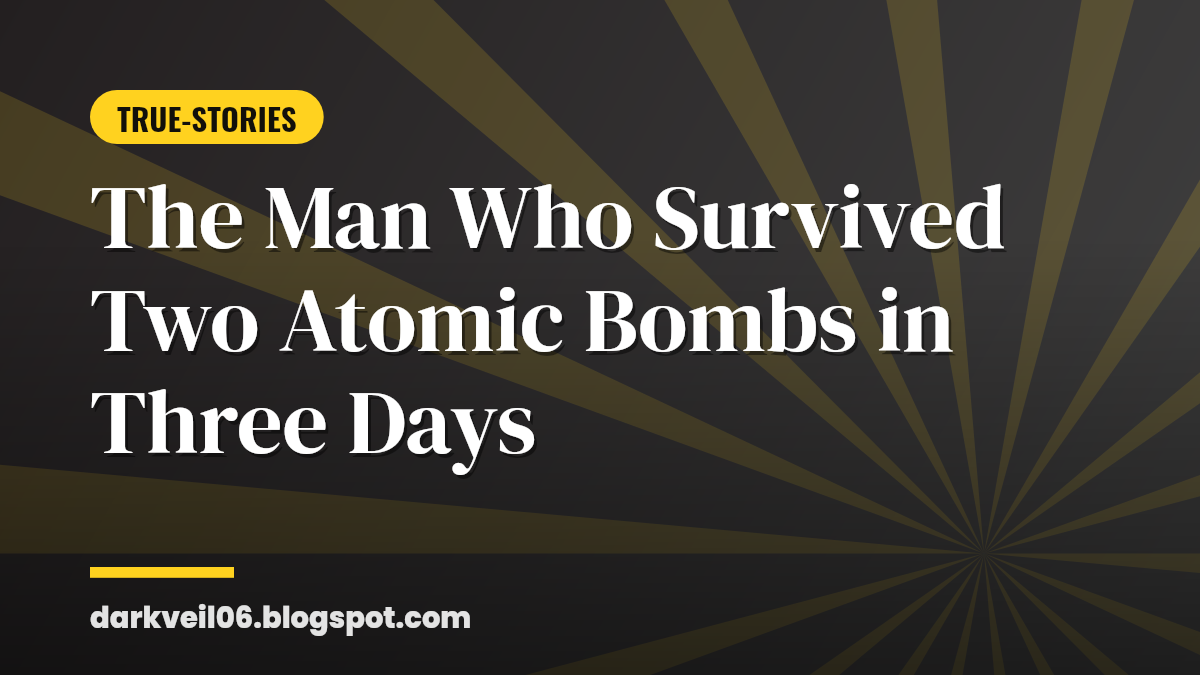 TRUE-STORIES
The Man Who Survived
Two Atomic Bombs in
Three Days
darkveil06.blogspot.com